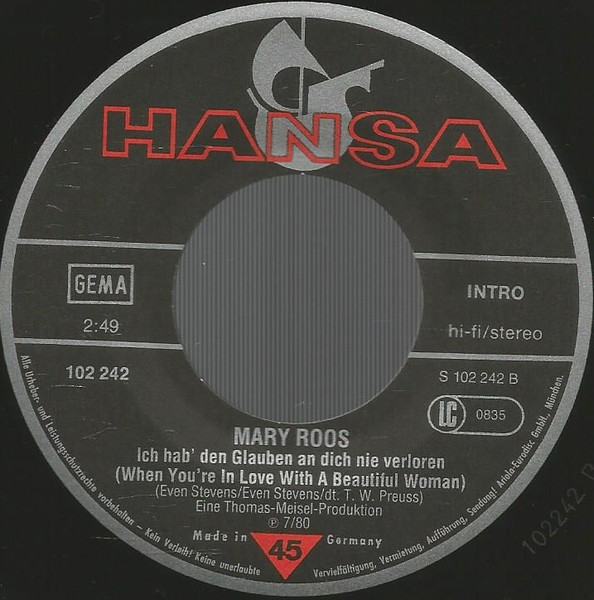 HANSA
GEMA
2:49
INTRO
hi-fi/stereo
102 242
S 102 242 B
LC 0835
MARY ROOS
Ich hab' den Glauben an dich nie verloren
(When You're In Love With A Beautiful Woman)
(Even Stevens/Even Stevens/dt. T. W. Preuss)
Eine Thomas-Meisel-Produktion
℗ 7/80
Made in Germany
45
Alle Urheber- und Leistungsschutzrechte vorbehalten - Kein Verleih! Keine unerlaubte Vervielfältigung, Vermietung, Aufführung, Sendung! Ariola-Eurodisc GmbH., München.
102242